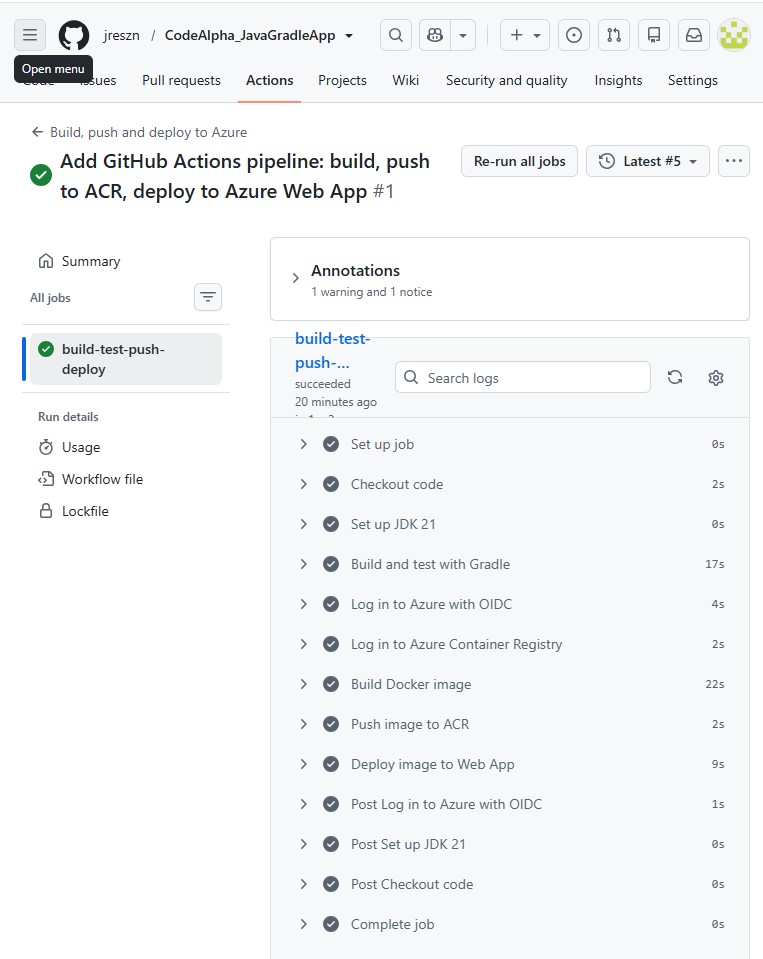 jreszn / CodeAlpha_JavaGradleApp
Open menu
Issues Pull requests Actions Projects Wiki Security and quality Insights Settings
Build, push and deploy to Azure
Add GitHub Actions pipeline: build, push
to ACR, deploy to Azure Web App #1
Re-run all jobs
Latest #5
Summary
All jobs
build-test-push-
deploy
Run details
Usage
Workflow file
Lockfile
Annotations
1 warning and 1 notice
build-test-
push-...
succeeded
20 minutes ago
Search logs
Set up job 0s
Checkout code 2s
Set up JDK 21 0s
Build and test with Gradle 17s
Log in to Azure with OIDC 4s
Log in to Azure Container Registry 2s
Build Docker image 22s
Push image to ACR 2s
Deploy image to Web App 9s
Post Log in to Azure with OIDC 1s
Post Set up JDK 21 0s
Post Checkout code 0s
Complete job 0s